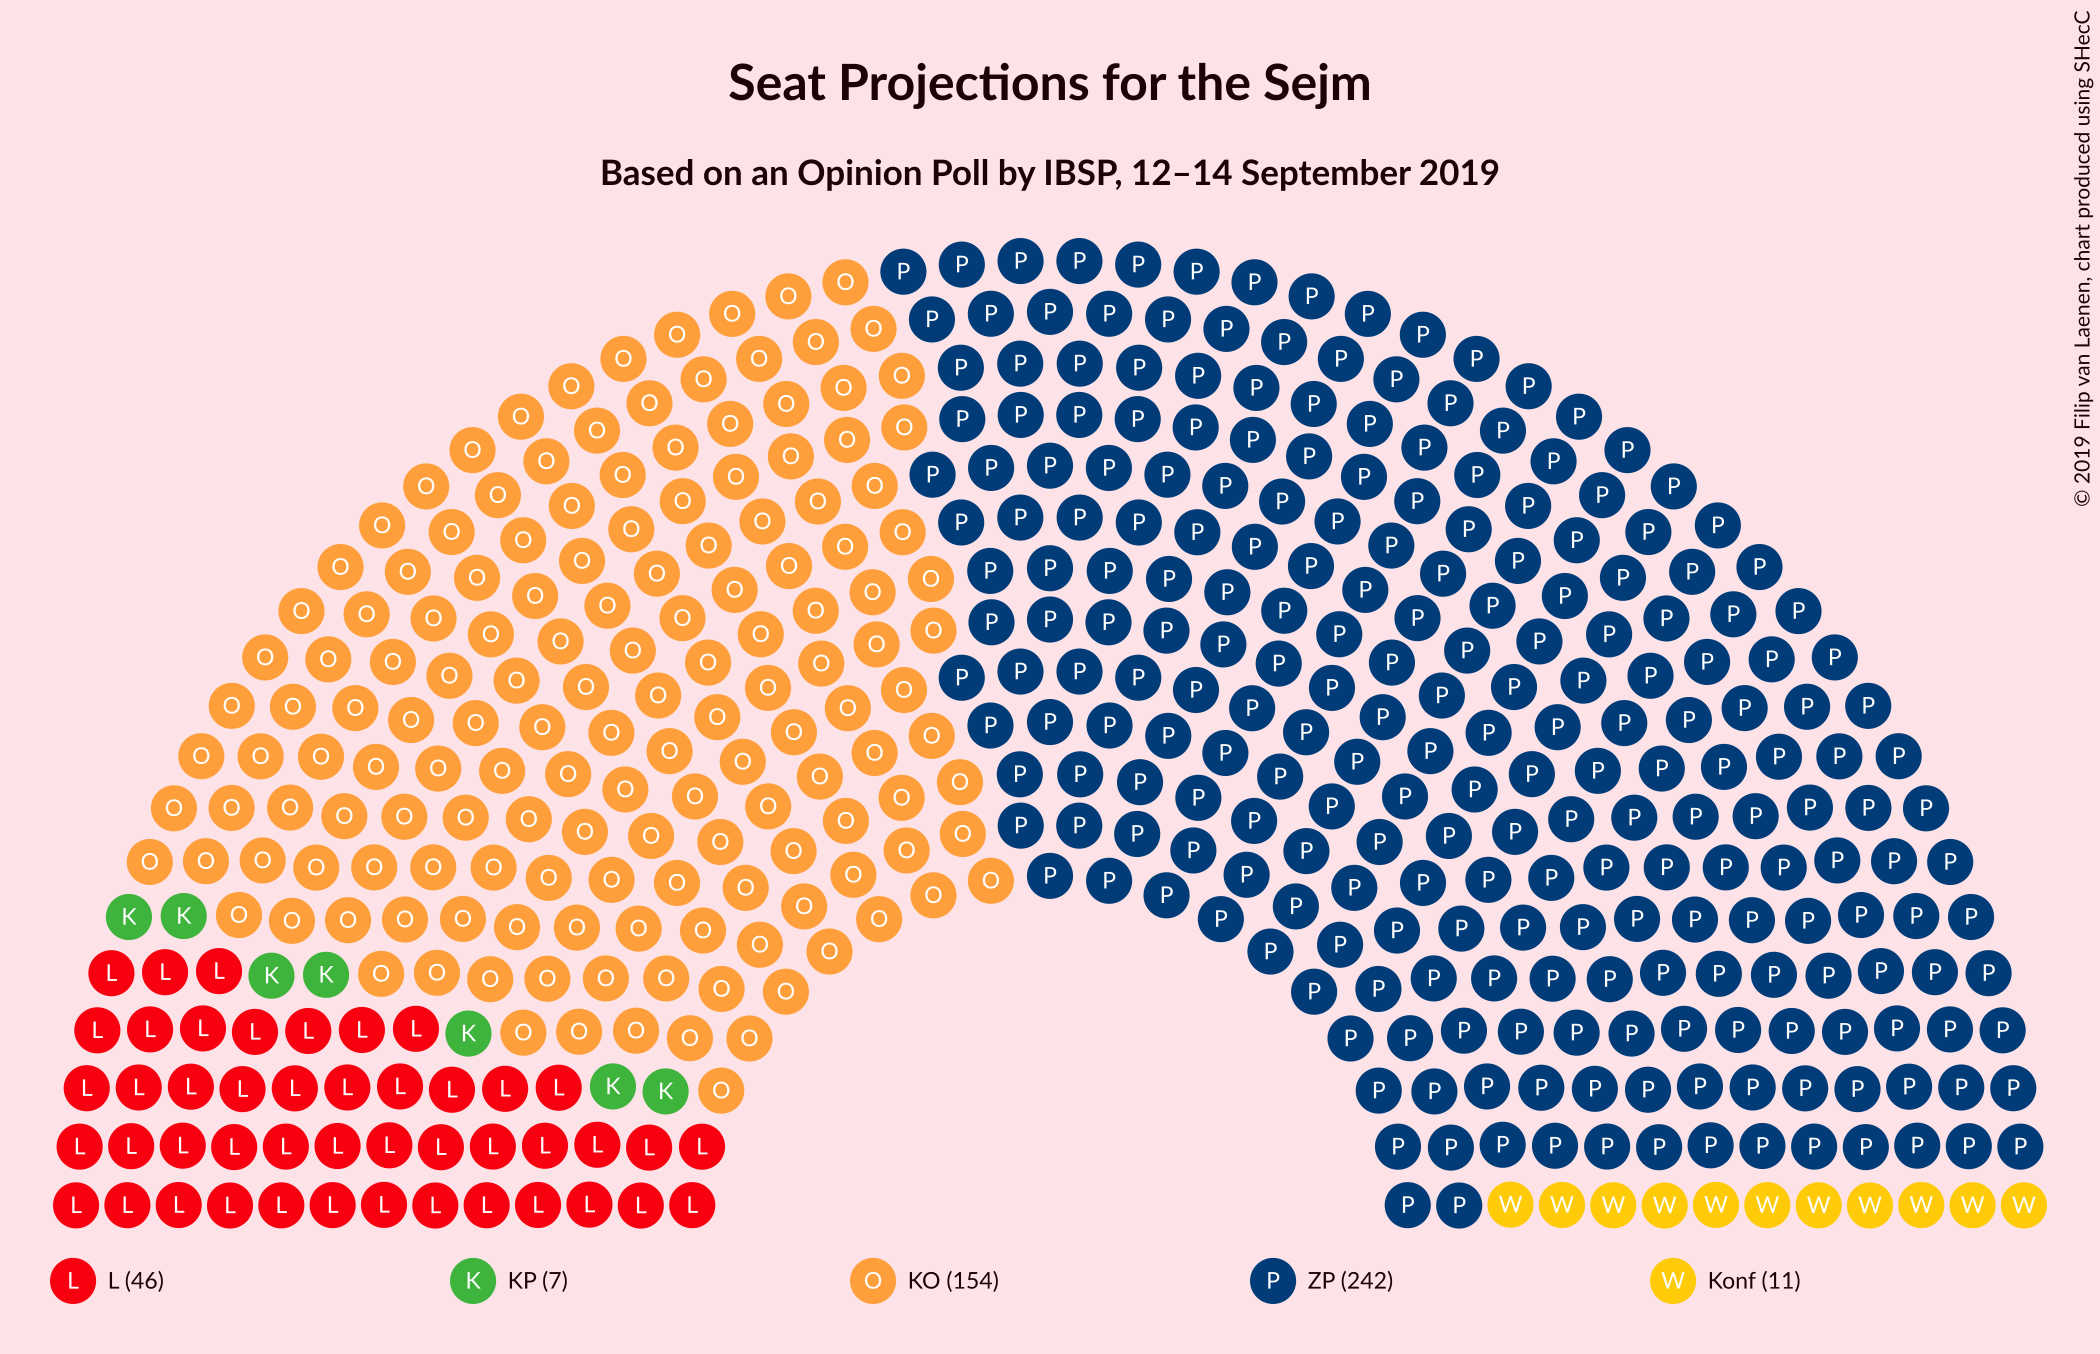 Seat Projections for the Sejm
Based on an Opinion Poll by IBSP, 12–14 September 2019
© 2019 Filip van Laenen, chart produced using SHecC
L L (46) K KP (7) O KO (154) P ZP (242) W Konf (11)